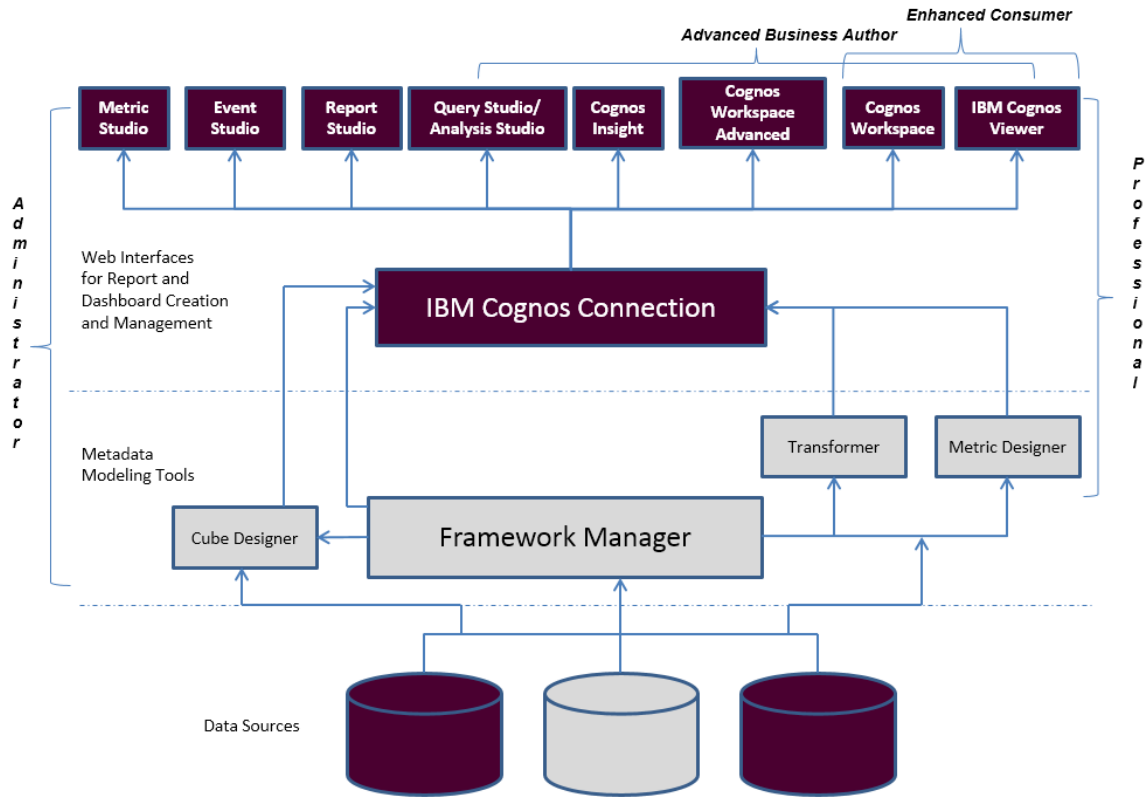 Enhanced Consumer
Advanced Business Author
Metric
Studio
Event
Studio
Report
Studio
Query Studio/
Analysis Studio
Cognos
Insight
Cognos
Workspace
Advanced
Cognos
Workspace
IBM Cognos
Viewer
Administrator
Professional
Web Interfaces
for Report and
Dashboard Creation
and Management
IBM Cognos Connection
Metadata
Modeling Tools
Transformer
Metric Designer
Cube Designer
Framework Manager
Data Sources